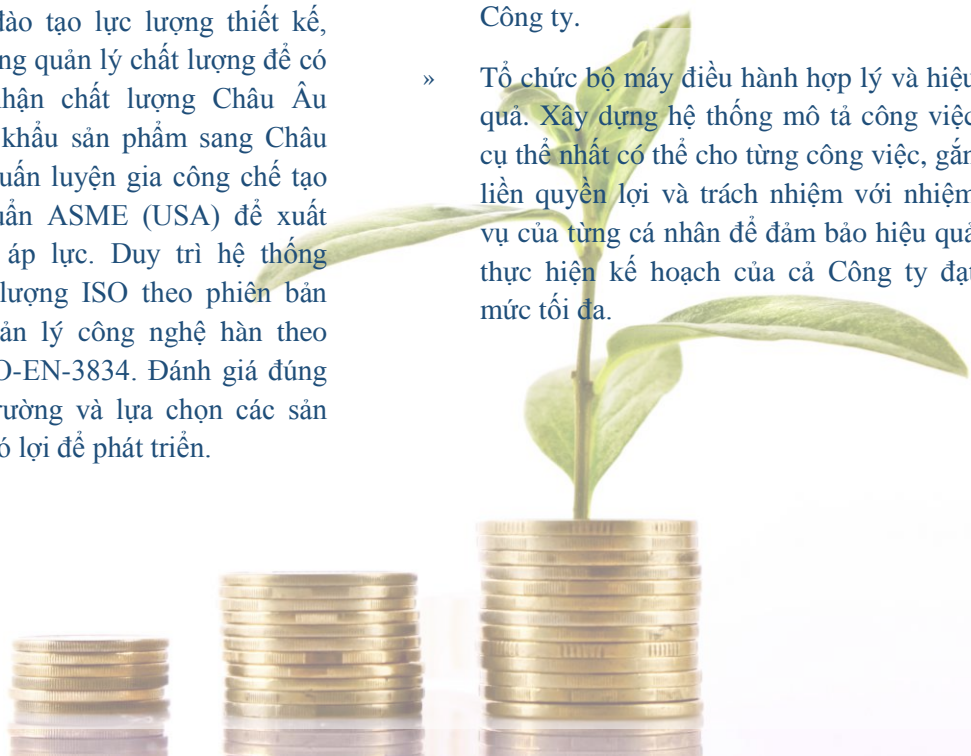 đào tạo lực lượng thiết kế,
quản lý chất lượng để có
chất lượng Châu Âu
khẩu sản phẩm sang Châu
luyện gia công chế tạo
ASME (USA) để xuất
áp lực. Duy trì hệ thống
lượng ISO theo phiên bản
lý công nghệ hàn theo
O-EN-3834. Đánh giá đúng
và lựa chọn các sản
lợi để phát triển.
Công ty.
» Tổ chức bộ máy điều hành hợp lý và hiệu
quả. Xây dựng hệ thống mô tả công việc
cụ thể nhất có thể cho từng công việc, gắn
liền quyền lợi và trách nhiệm với nhiệm
vụ của từng cá nhân để đảm bảo hiệu quả
thực hiện kế hoạch của cả Công ty đạt
mức tối đa.